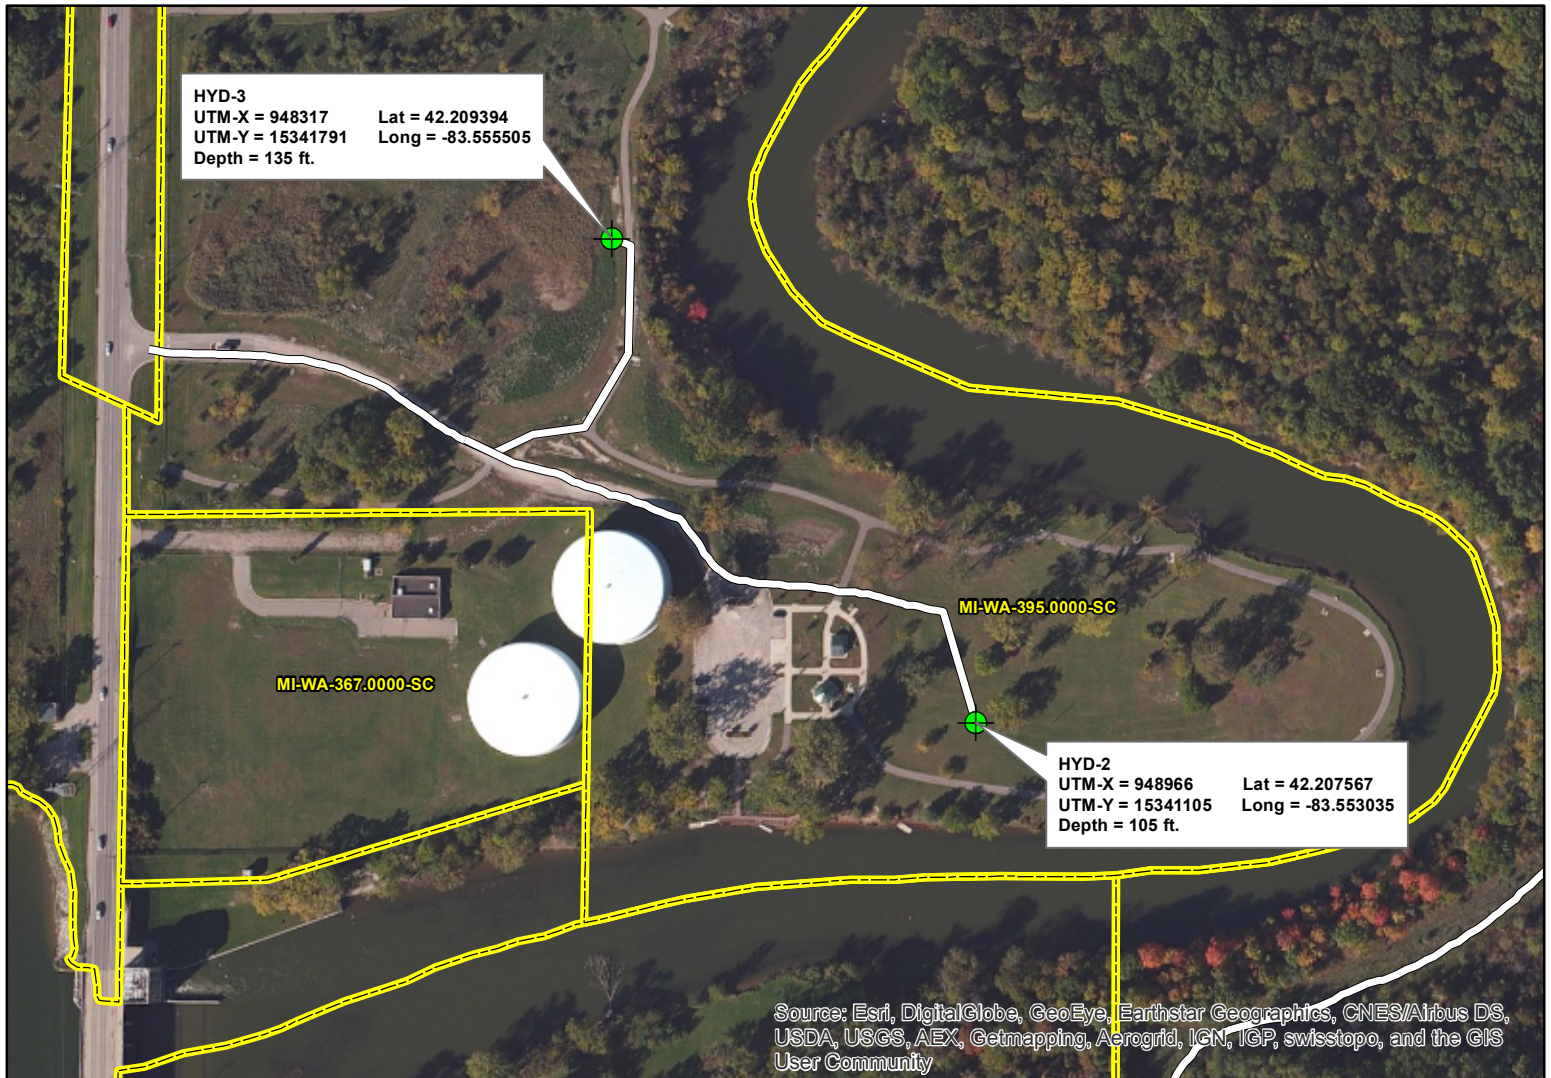 HYD-3
UTM-X = 948317 Lat = 42.209394
UTM-Y = 15341791 Long = -83.555505
Depth = 135 ft.
MI-WA-395.0000-SC
MI-WA-367.0000-SC
HYD-2
UTM-X = 948966 Lat = 42.207567
UTM-Y = 15341105 Long = -83.553035
Depth = 105 ft.
Source: Esri, DigitalGlobe, GeoEye, Earthstar Geographics, CNES/Airbus DS,
USDA, USGS, AEX, Getmapping, Aerogrid, IGN, IGP, swisstopo, and the GIS
User Community